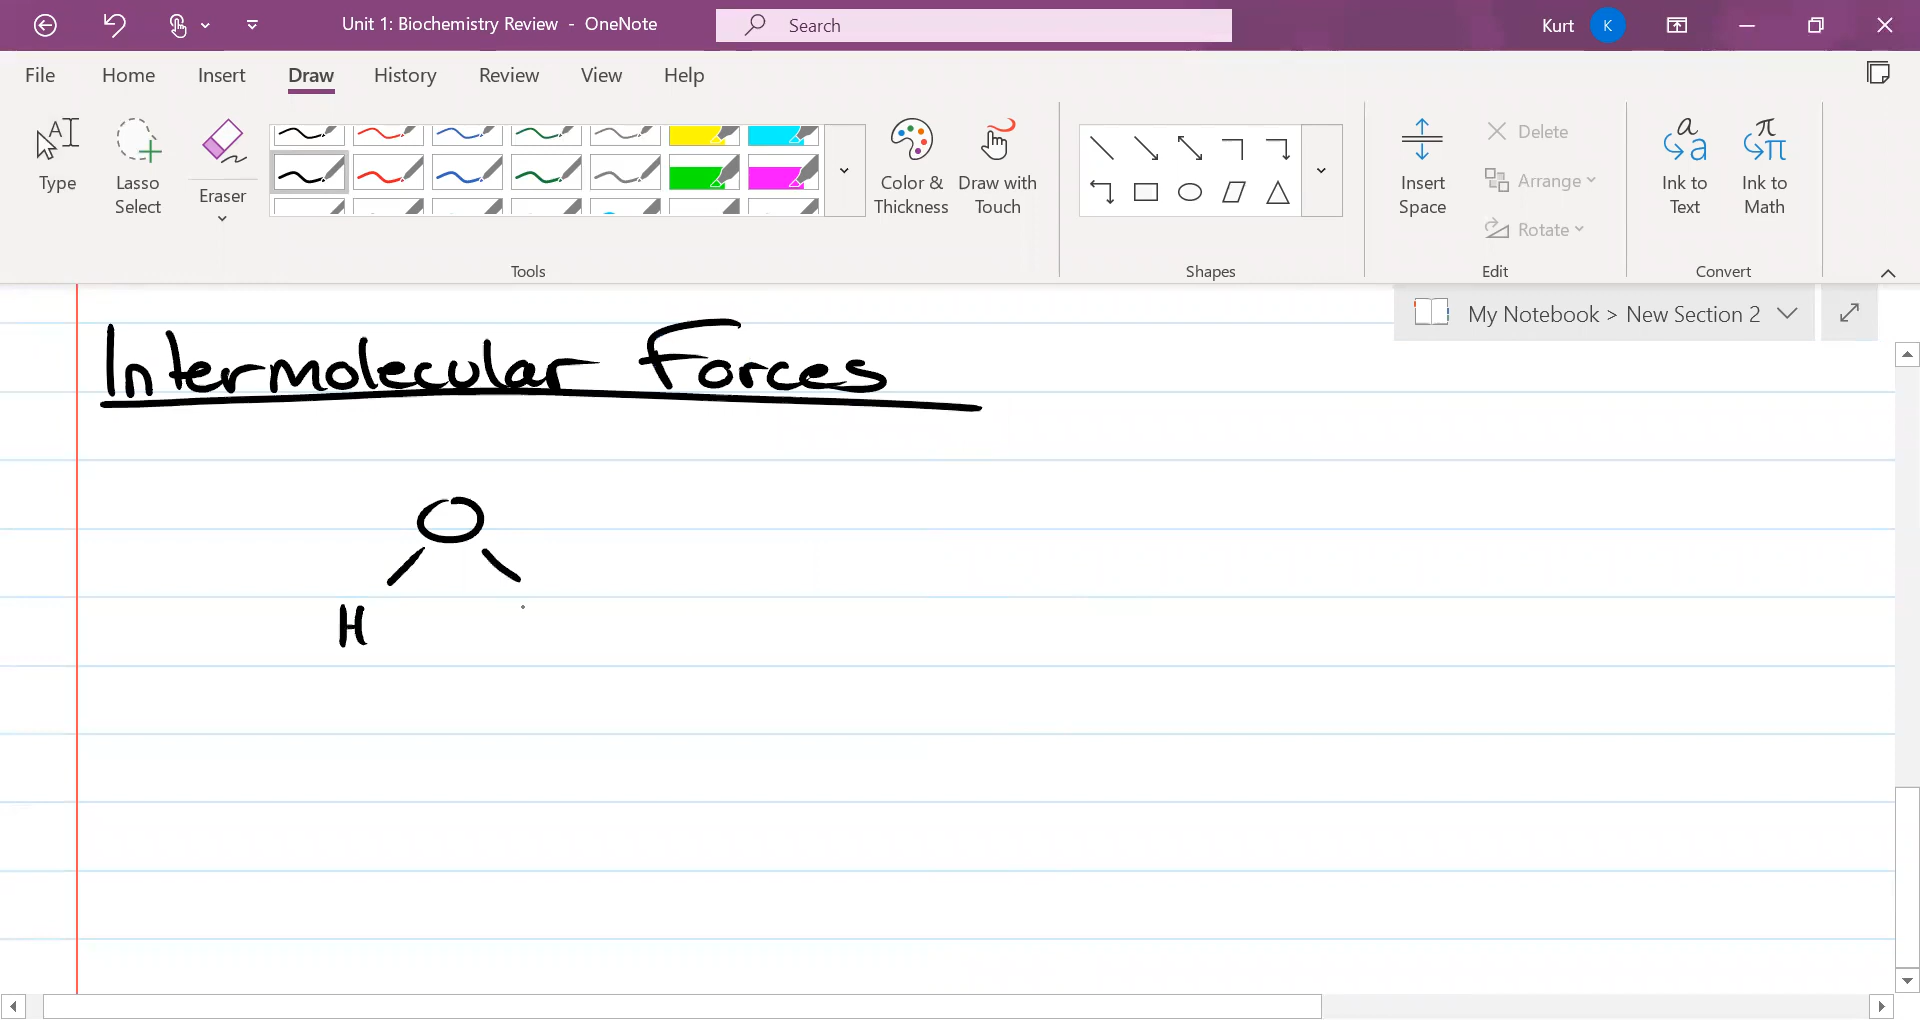 Unit 1: Biochemistry Review - OneNote
Search
Kurt
K
File Home Insert Draw History Review View Help
Type
Lasso Select
Eraser
Color & Thickness
Draw with Touch
Insert Space
Delete
Arrange
Rotate
a
a
Ink to Text
π
π
Ink to Math
Tools
Shapes
Edit
Convert
My Notebook > New Section 2
Intermolecular Forces
O
H